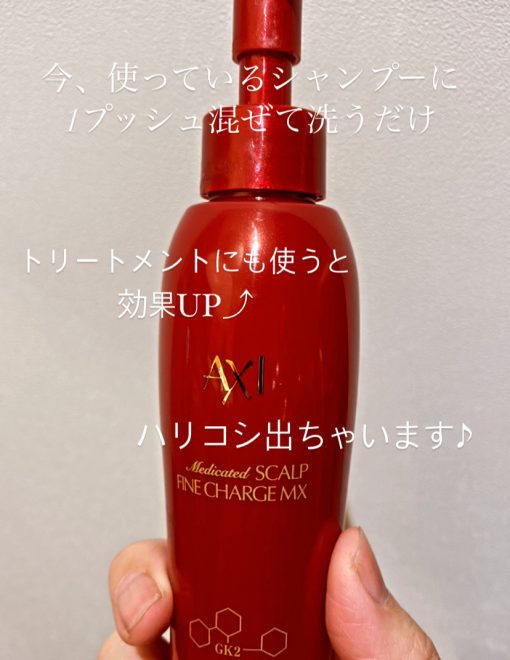 今、使っているシャンプーに
1プッシュ混ぜて洗うだけ
トリートメントにも使うと
効果UP⤴
AXI
ハリコシ出ちゃいます♪
Medicated SCALP
FINE CHARGE MX
GK2